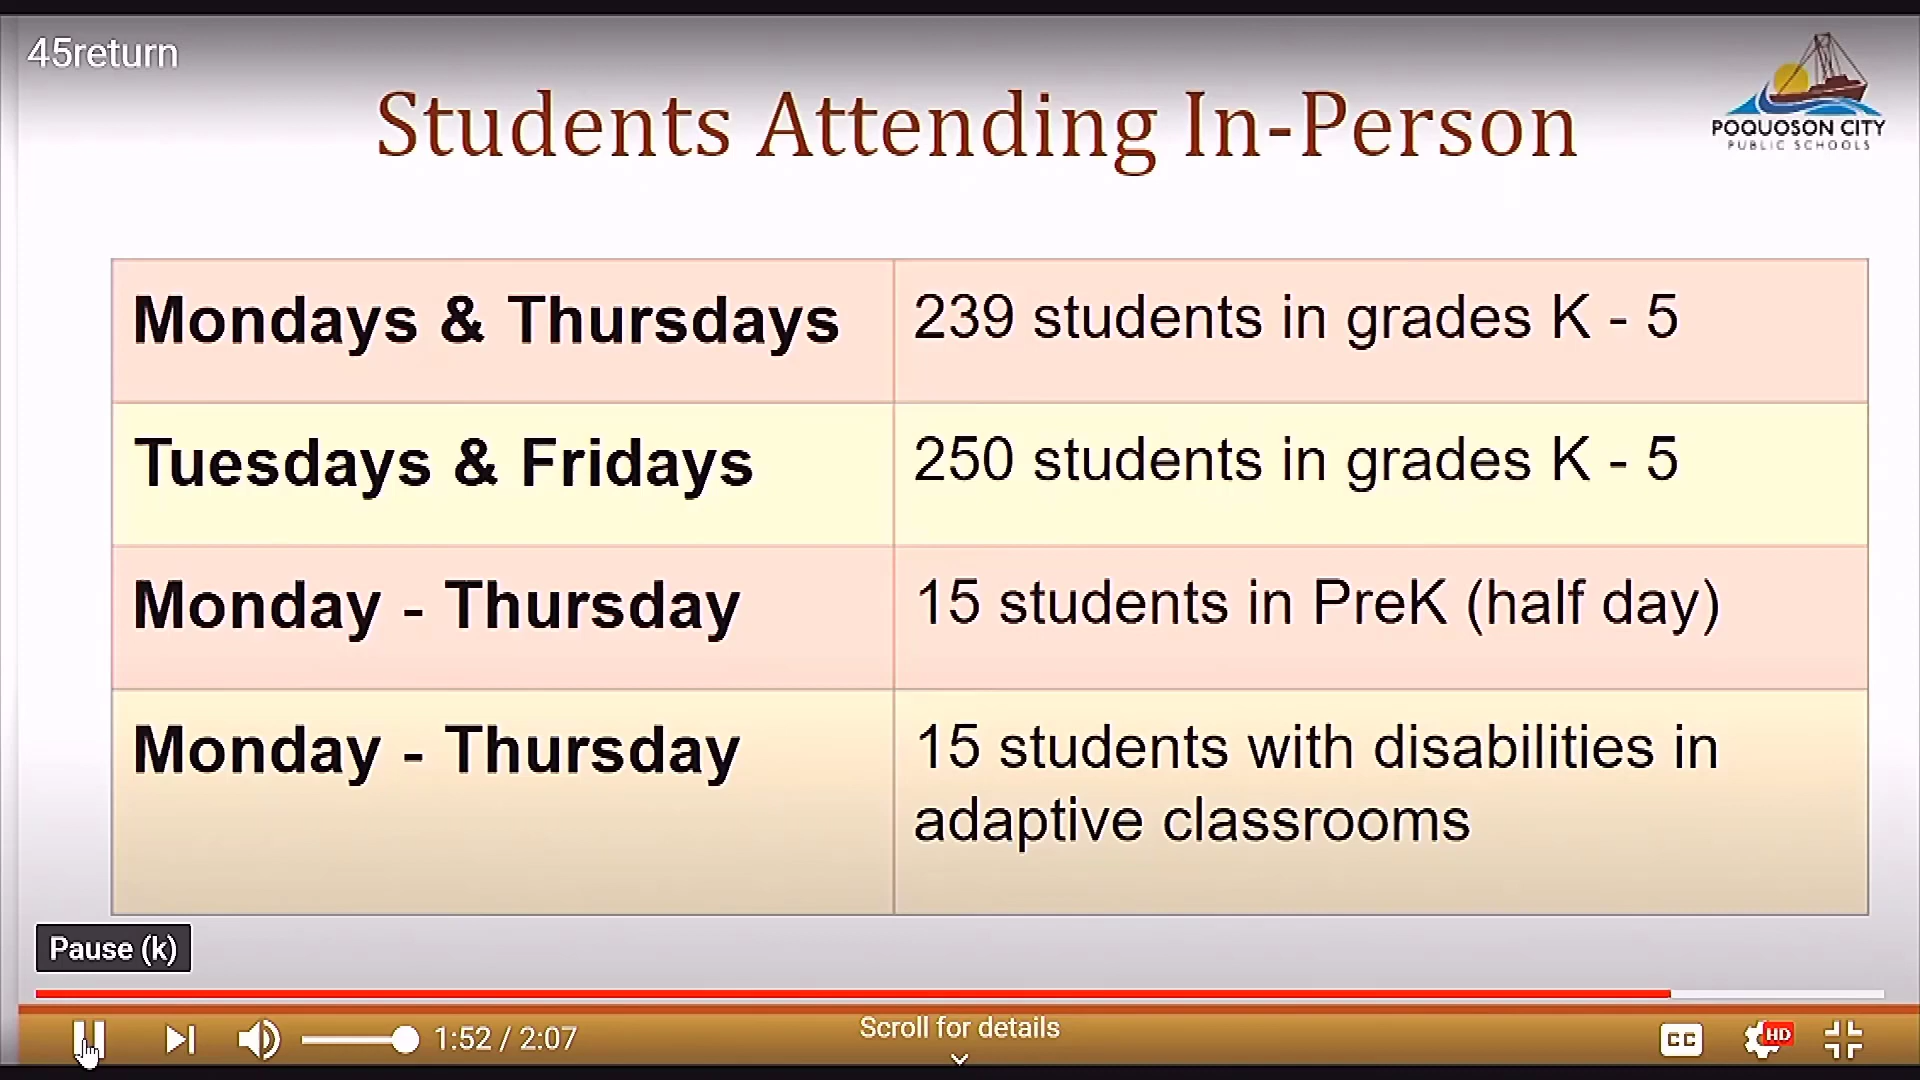 45return
Students Attending In-Person
POQUOSON CITY
PUBLIC SCHOOLS
Mondays & Thursdays
239 students in grades K - 5
Tuesdays & Fridays
250 students in grades K - 5
Monday - Thursday
15 students in PreK (half day)
Monday - Thursday
15 students with disabilities in
adaptive classrooms
Pause (k)
1:52 / 2:07
Scroll for details
CC
HD